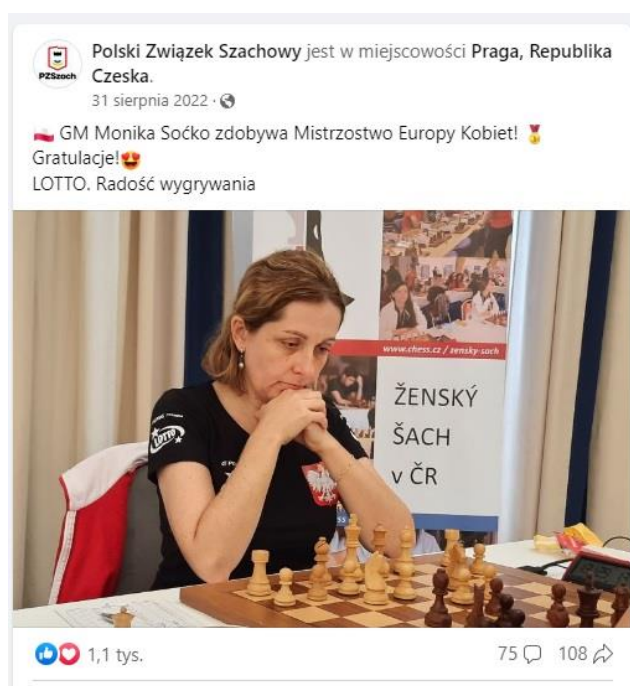 Polski Związek Szachowy jest w miejscowości Praga, Republika
Czeska.
PZSzach
31 sierpnia 2022 ·
GM Monika Soćko zdobywa Mistrzostwo Europy Kobiet!
Gratulacje!
LOTTO. Radość wygrywania
www.chess.cz / zensky-sach
ŽENSKÝ
ŠACH
v ČR
LOTTO
1,1 tys.
75
108